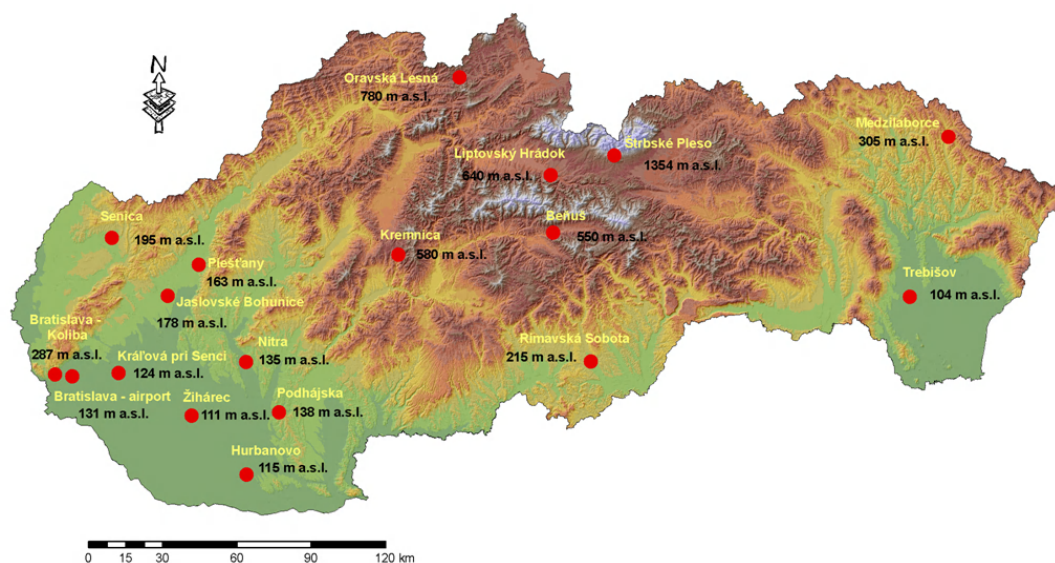 N
Oravská Lesná
780 m a.s.l.
Medzilaborce
305 m a.s.l.
Štrbské Pleso
1354 m a.s.l.
Liptovský Hrádok
640 m a.s.l.
Senica
195 m a.s.l.
Beňuš
550 m a.s.l.
Kremnica
580 m a.s.l.
Piešťany
163 m a.s.l.
Trebišov
104 m a.s.l.
Jaslovské Bohunice
178 m a.s.l.
Bratislava -
Koliba
287 m a.s.l.
Nitra
135 m a.s.l.
Rimavská Sobota
215 m a.s.l.
Kráľová pri Senci
124 m a.s.l.
Bratislava - airport
131 m a.s.l.
Žihárec
111 m a.s.l.
Podhájska
138 m a.s.l.
Hurbanovo
115 m a.s.l.
0 15 30 60 90 120 km